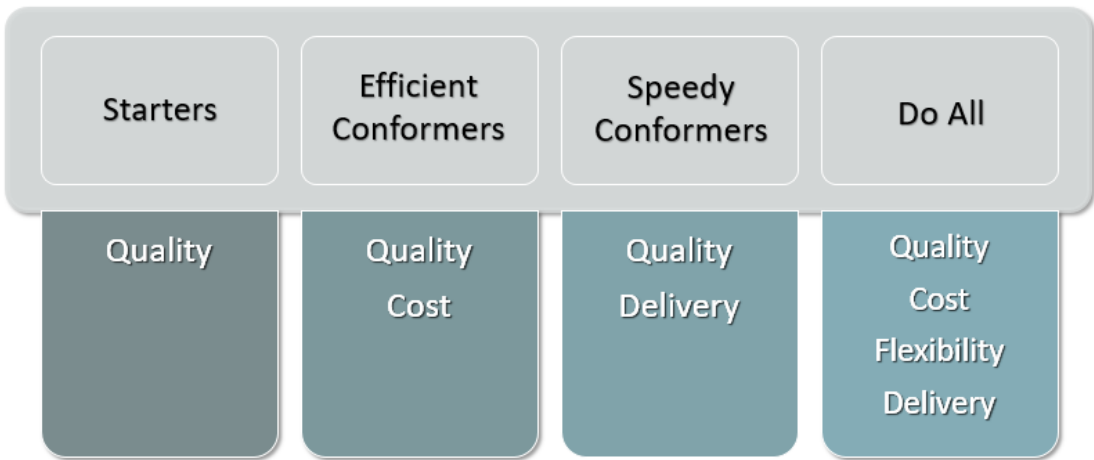 Starters
Efficient
Conformers
Speedy
Conformers
Do All
Quality
Quality
Cost
Quality
Delivery
Quality
Cost
Flexibility
Delivery